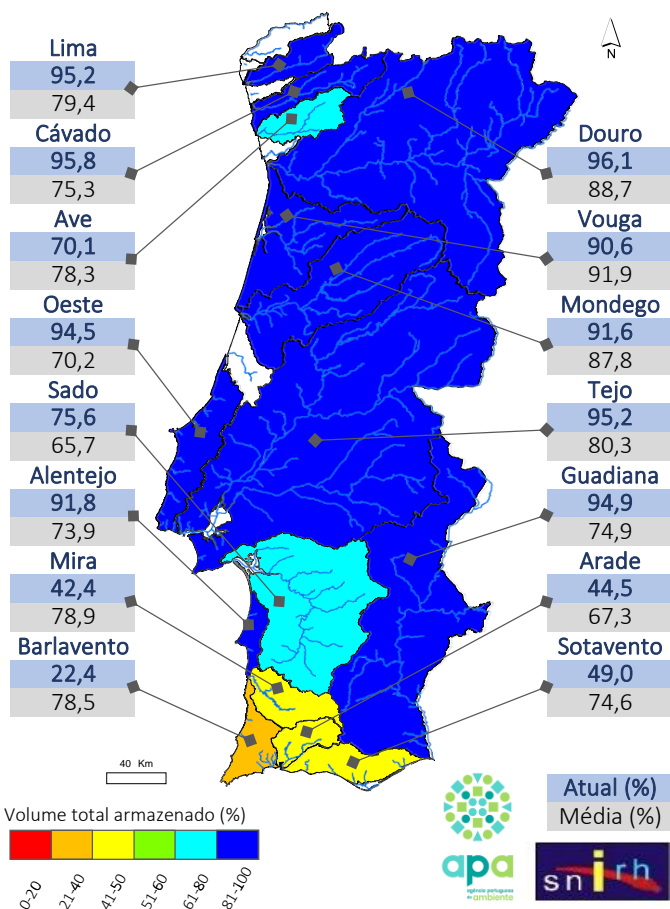 Lima
95,2
79,4
Cávado
95,8
75,3
Ave
70,1
78,3
Oeste
94,5
70,2
Sado
75,6
65,7
Alentejo
91,8
73,9
Mira
42,4
78,9
Barlavento
22,4
78,5
N
Douro
96,1
88,7
Vouga
90,6
91,9
Mondego
91,6
87,8
Tejo
95,2
80,3
Guadiana
94,9
74,9
Arade
44,5
67,3
Sotavento
49,0
74,6
40 Km
Volume total armazenado (%)
0-20
21-40
41-50
51-60
61-80
81-100
Atual (%)
Média (%)
apa
agência portuguesa
do ambiente
snirh